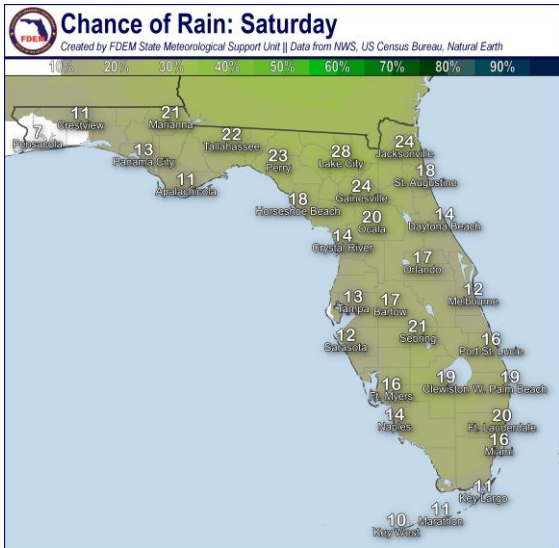 Chance of Rain: Saturday
Created by FDEM State Meteorological Support Unit || Data from NWS, US Census Bureau, Natural Earth
FDEM
10% 20% 30% 40% 50% 60% 70% 80% 90%
7
Pensacola
11
Crestview
21
Marianna
13
Panama City
11
Apalachicola
22
Tallahassee
23
Perry
28
Lake City
24
Jacksonville
18
St. Augustine
24
Gainesville
18
Horseshoe Beach
20
Ocala
14
Daytona Beach
14
Crystal River
17
Orlando
12
Melbourne
13
Tampa
17
Bartow
12
Sarasota
21
Sebring
16
Port St. Lucie
16
Ft. Myers
19
Clewiston
19
W. Palm Beach
14
Naples
20
Ft. Lauderdale
16
Miami
11
Key Largo
11
Marathon
10
Key West